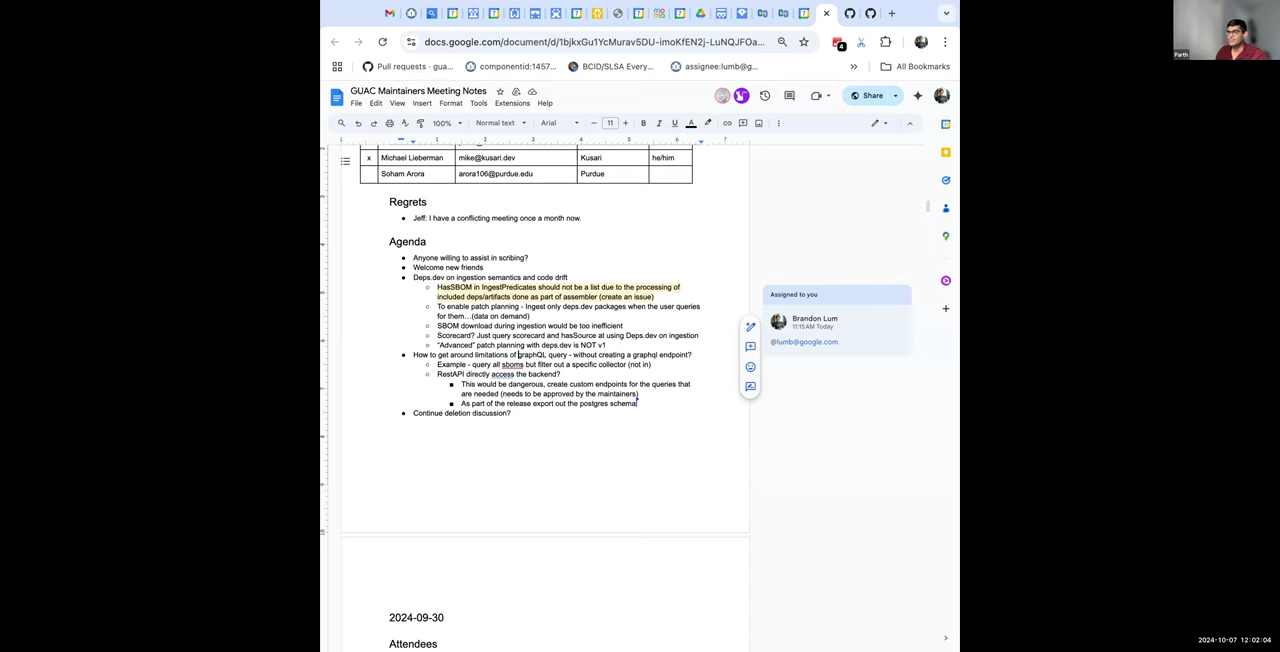 docs.google.com/document/d/1bjkxGu1YcMurav5DU-imoKfEN2j-LuNQJFOa...
4
Pull requests · gua...
componentid:1457...
BCID/SLSA Every...
assignee:lumb@g...
»
All Bookmarks
Parth
GUAC Maintainers Meeting Notes
File Edit View Insert Format Tools Extensions Help
Share
100% Normal text Arial 11 B I U A
x Michael Lieberman mike@kusari.dev Kusari he/him
Soham Arora arora106@purdue.edu Purdue
Regrets
Jeff: I have a conflicting meeting once a month now.
Agenda
Anyone willing to assist in scribing?
Welcome new friends
Deps.dev on ingestion semantics and code drift
HasSBOM in IngestPredicates should not be a list due to the processing of
included deps/artifacts done as part of assembler (create an issue)
To enable patch planning - Ingest only deps.dev packages when the user queries
for them...(data on demand)
SBOM download during ingestion would be too inefficient
Scorecard? Just query scorecard and hasSource at using Deps.dev on ingestion
"Advanced" patch planning with deps.dev is NOT v1
How to get around limitations of graphQL query - without creating a graphql endpoint?
Example - query all sboms but filter out a specific collector (not in)
RestAPI directly access the backend?
This would be dangerous, create custom endpoints for the queries that
are needed (needs to be approved by the maintainers)
As part of the release export out the postgres schema
Continue deletion discussion?
Assigned to you
Brandon Lum
11:15 AM Today
@lumb@google.com
2024-09-30
Attendees
2024-10-07 12:02:04